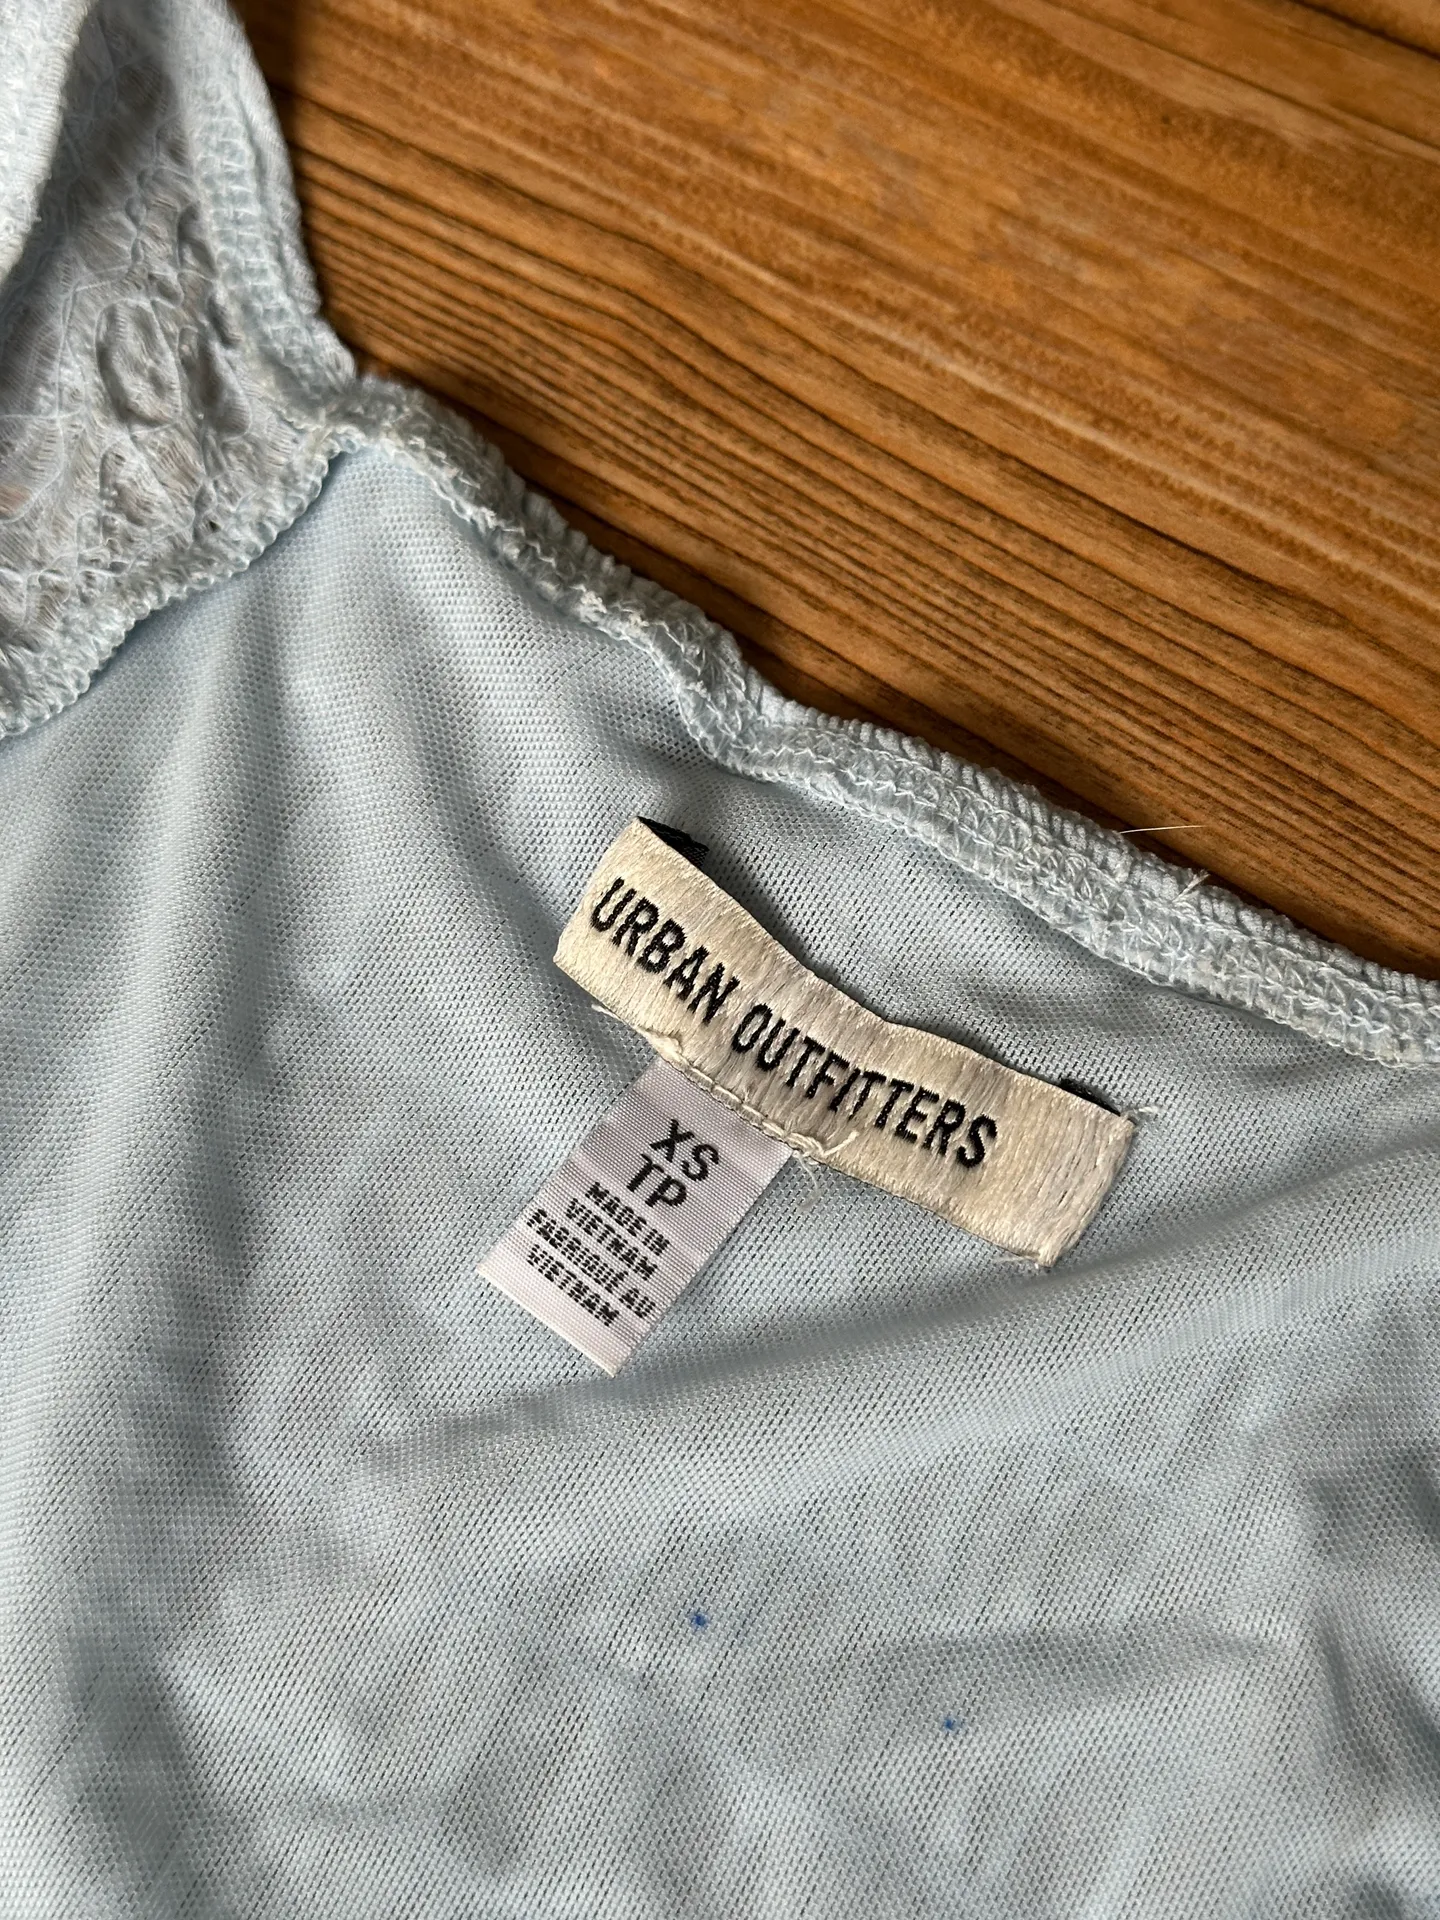 URBAN OUTFITTERS
XS
TP
MADE IN
VIETNAM
FABRIQUÉ AU
VIETNAM